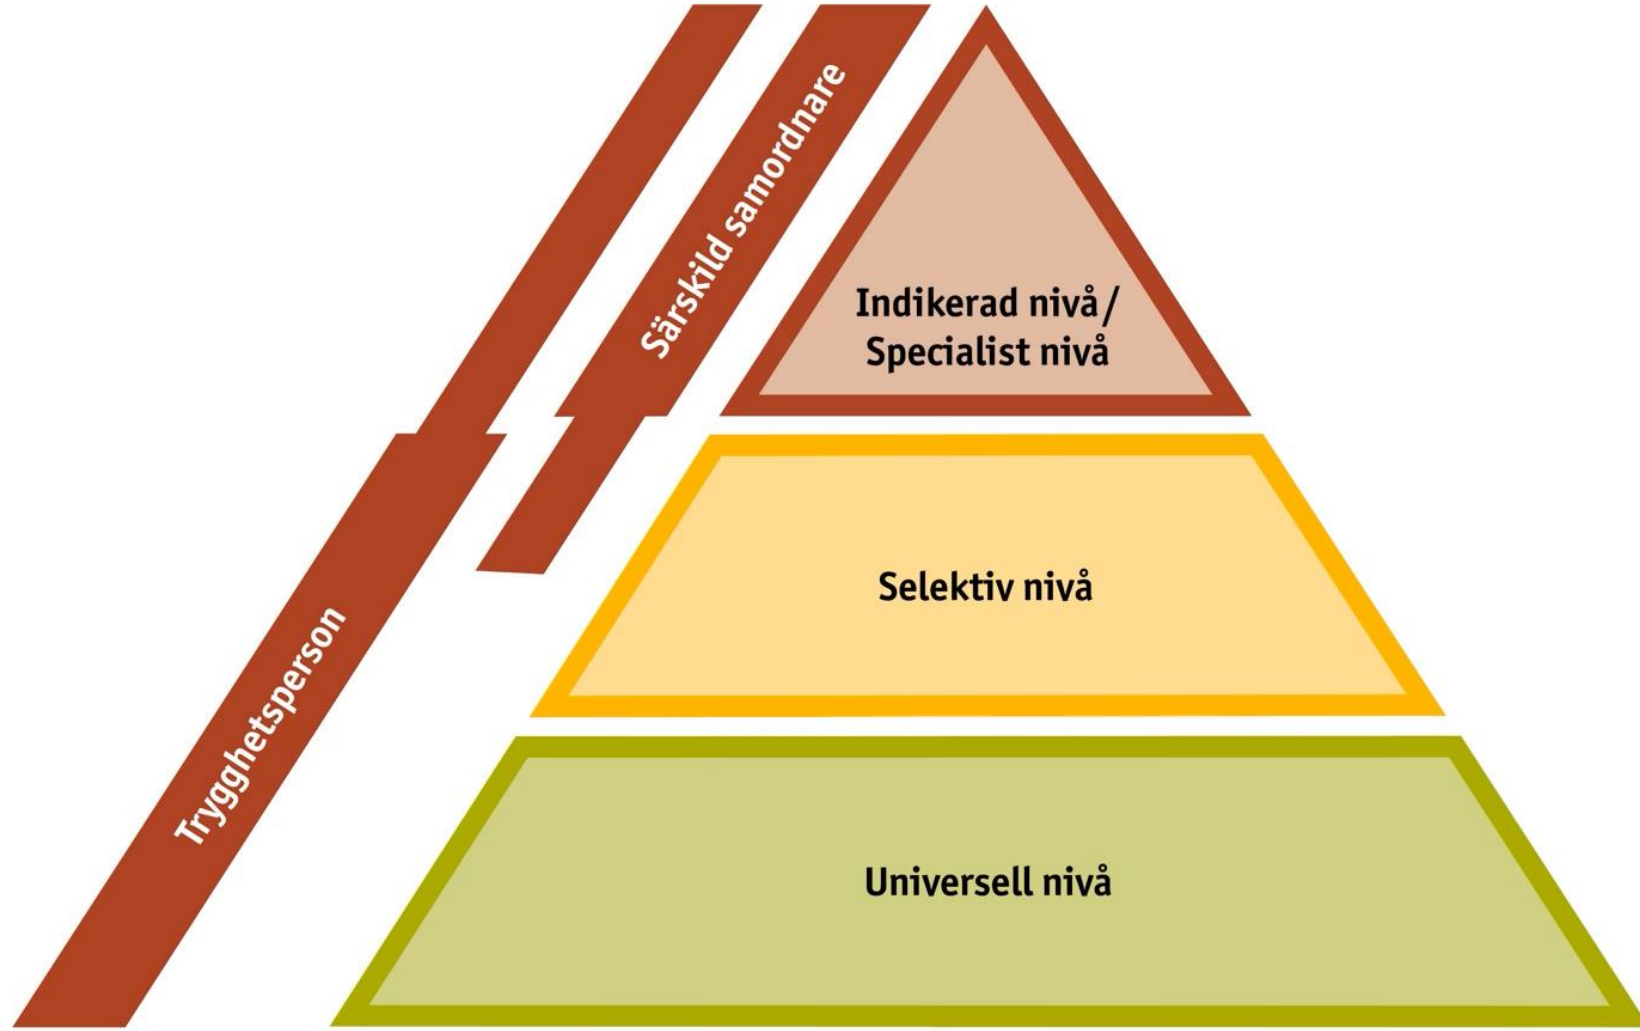 Särskild samordnare
Indikerad nivå/
Specialist nivå
Selektiv nivå
Trygghetsperson
Universell nivå